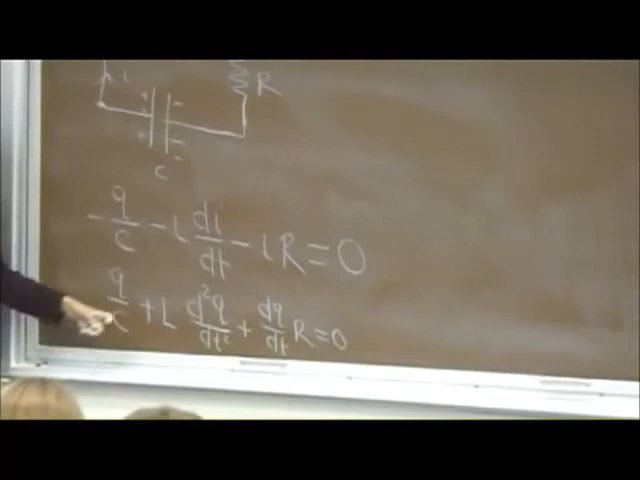 i
R
+ −
+ −
−
C
- q/c - L di/dt - iR = 0
q/c + L d²q/dt² + dq/dt R = 0